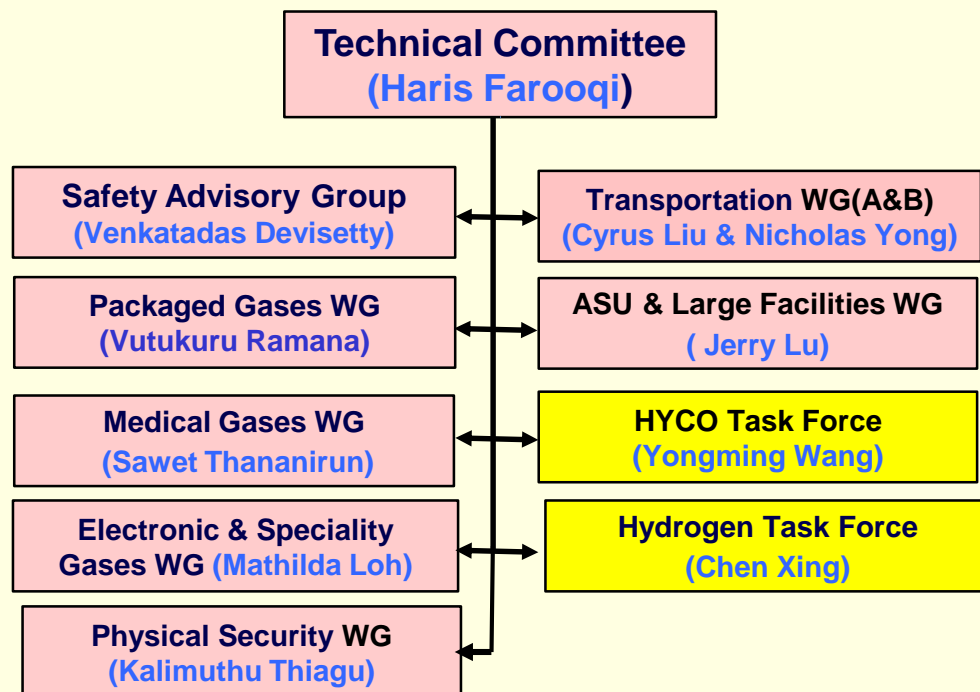 Technical Committee
(Haris Farooqi)
Safety Advisory Group
(Venkatadas Devisetty)
Transportation WG(A&B)
(Cyrus Liu & Nicholas Yong)
Packaged Gases WG
(Vutukuru Ramana)
ASU & Large Facilities WG
( Jerry Lu)
Medical Gases WG
(Sawet Thananirun)
HYCO Task Force
(Yongming Wang)
Electronic & Speciality
Gases WG (Mathilda Loh)
Hydrogen Task Force
(Chen Xing)
Physical Security WG
(Kalimuthu Thiagu)